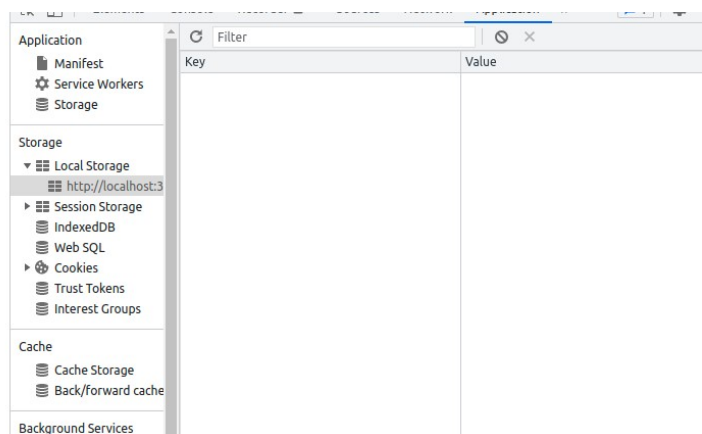 Application
Manifest
Service Workers
Storage
Storage
Local Storage
http://localhost:3
Session Storage
IndexedDB
Web SQL
Cookies
Trust Tokens
Interest Groups
Cache
Cache Storage
Back/forward cache
Background Services
Filter
Key Value